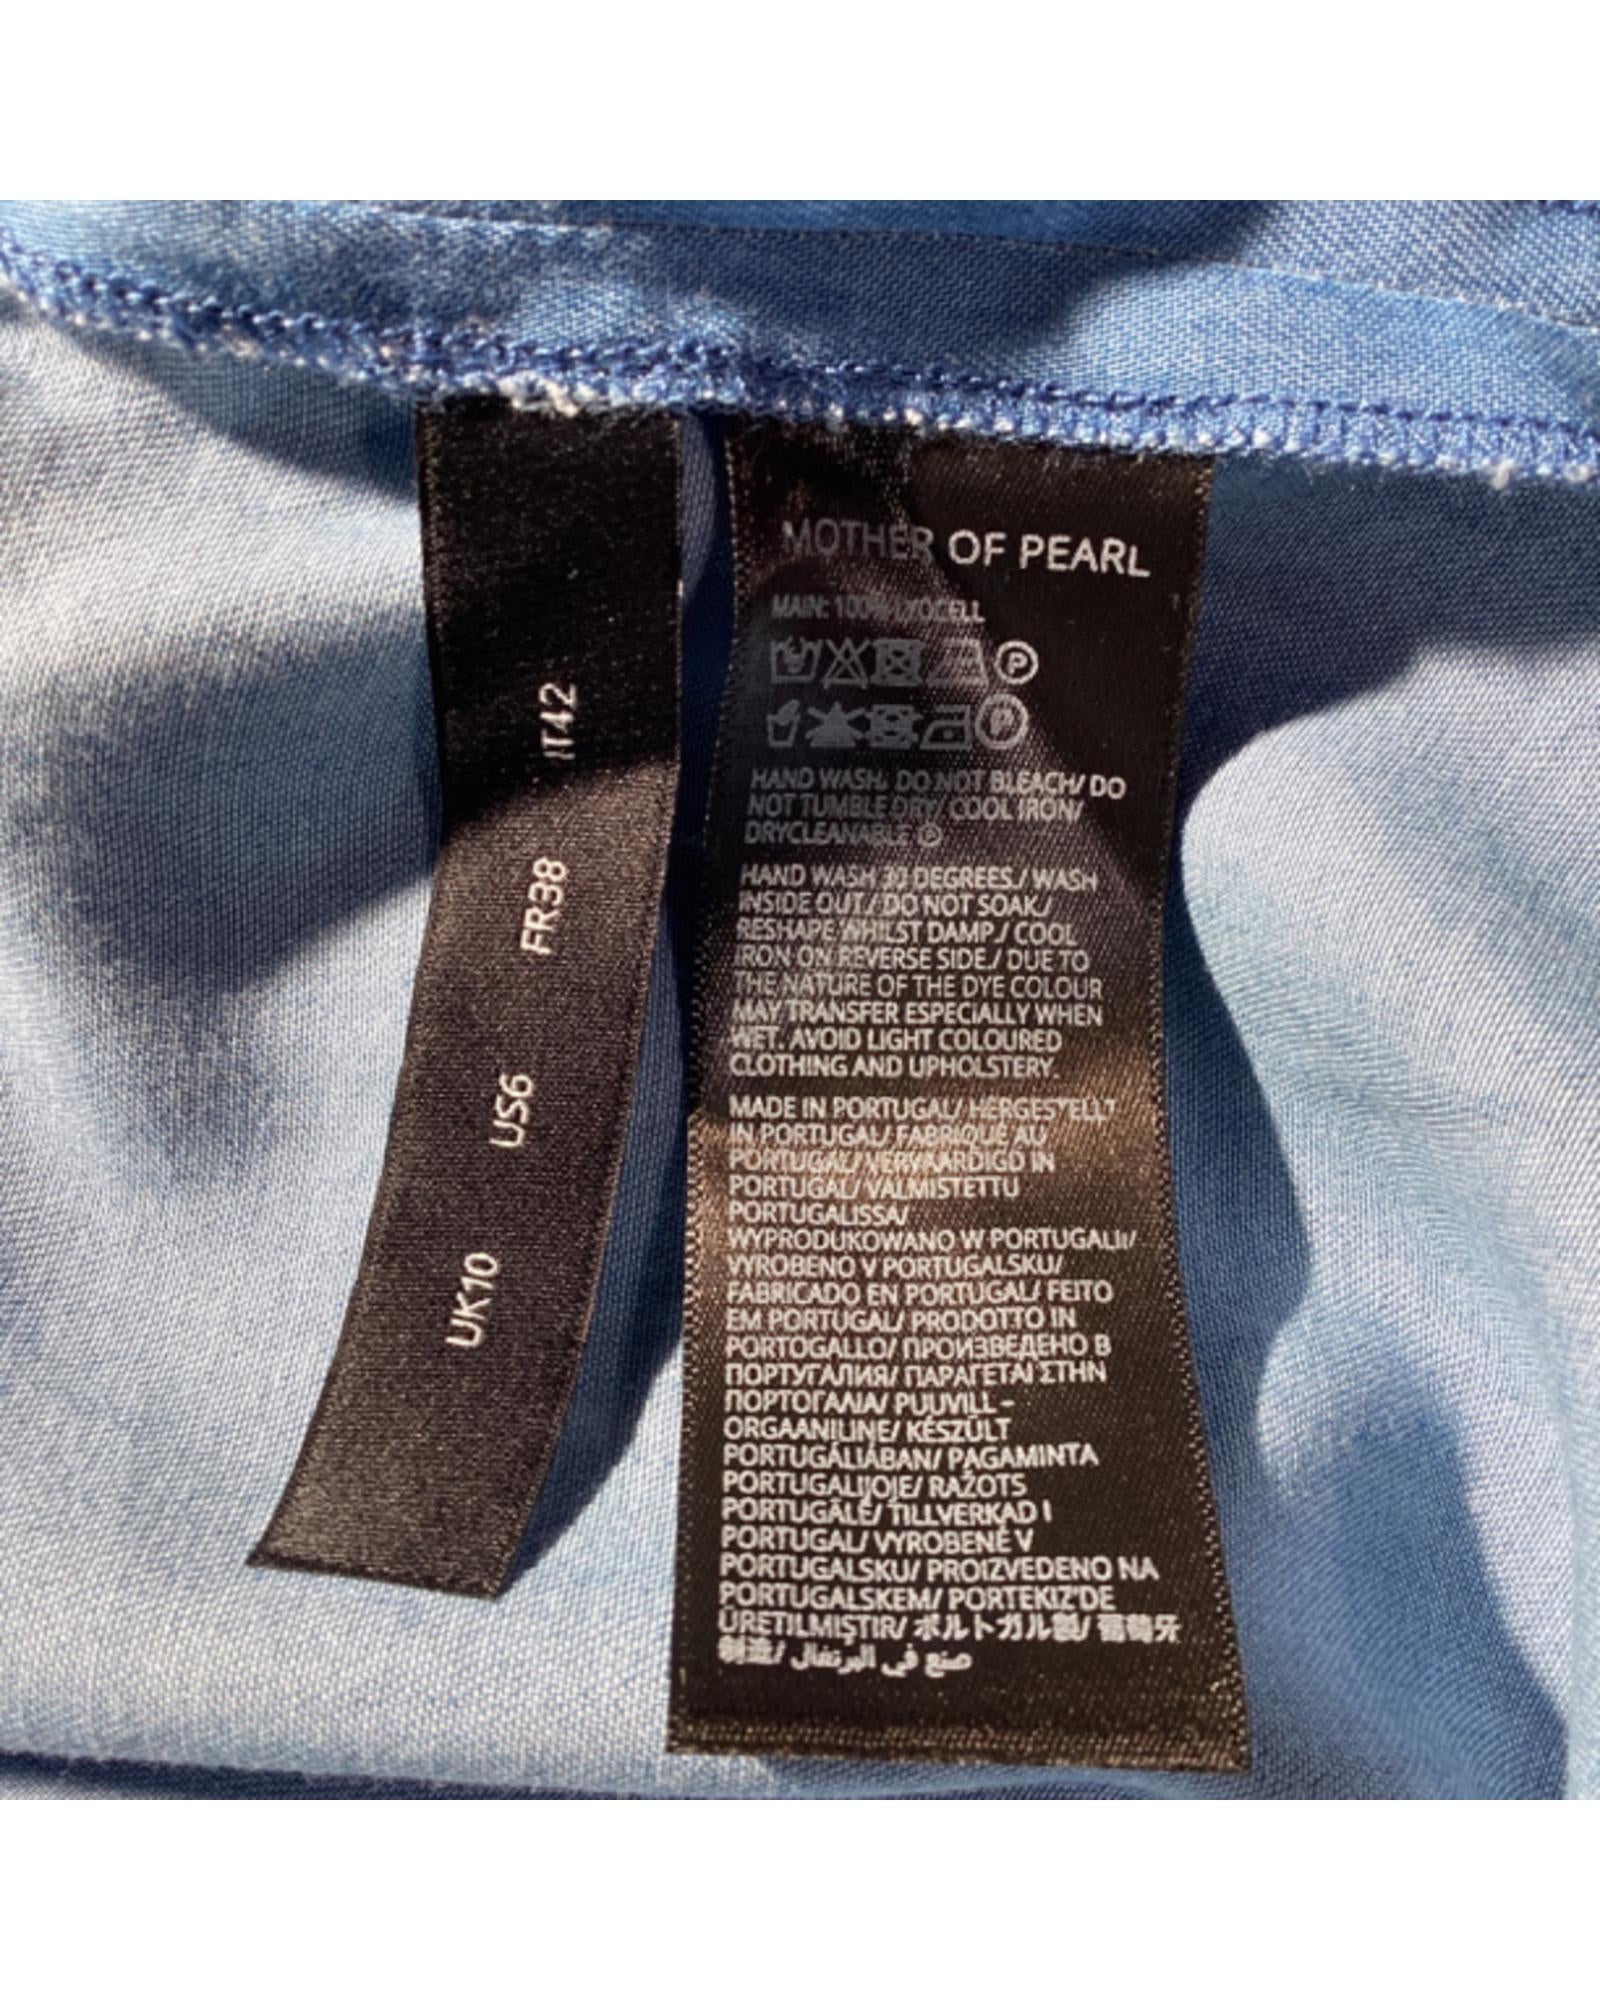 IT42
FR38
US6
UK10
MOTHER OF PEARL
MAIN: 100% LYOCELL
P
P
HAND WASH/ DO NOT BLEACH/ DO
NOT TUMBLE DRY/ COOL IRON/
DRYCLEANABLE Ⓟ
HAND WASH 30 DEGREES./ WASH
INSIDE OUT./ DO NOT SOAK./
RESHAPE WHILST DAMP./ COOL
IRON ON REVERSE SIDE./ DUE TO
THE NATURE OF THE DYE COLOUR
MAY TRANSFER ESPECIALLY WHEN
WET. AVOID LIGHT COLOURED
CLOTHING AND UPHOLSTERY.
MADE IN PORTUGAL/ HERGESTELLT
IN PORTUGAL/ FABRIQUÉ AU
PORTUGAL/ VERVAARDIGD IN
PORTUGAL/ VALMISTETTU
PORTUGALISSA/
WYPRODUKOWANO W PORTUGALII/
VYROBENO V PORTUGALSKU/
FABRICADO EN PORTUGAL/ FEITO
EM PORTUGAL/ PRODOTTO IN
PORTOGALLO/ ПРОИЗВЕДЕНО В
ПОРТУГАЛИЯ/ ΠΑΡΑΓΕΤΑΙ ΣΤΗΝ
ΠΟΡΤΟΓΑΛΙΑ/ PUUVILL -
ORGAANILINE/ KÉSZÜLT
PORTUGÁLIÁBAN/ PAGAMINTA
PORTUGALIJOJE/ RAŽOTS
PORTUGĀLĒ/ TILLVERKAD I
PORTUGAL/ VYROBENÉ V
PORTUGALSKU/ PROIZVEDENO NA
PORTUGALSKEM/ PORTEKIZ'DE
ÜRETILMIŞTIR/ ポルトガル製/ 葡萄牙
制造/ صنع في البرتغال